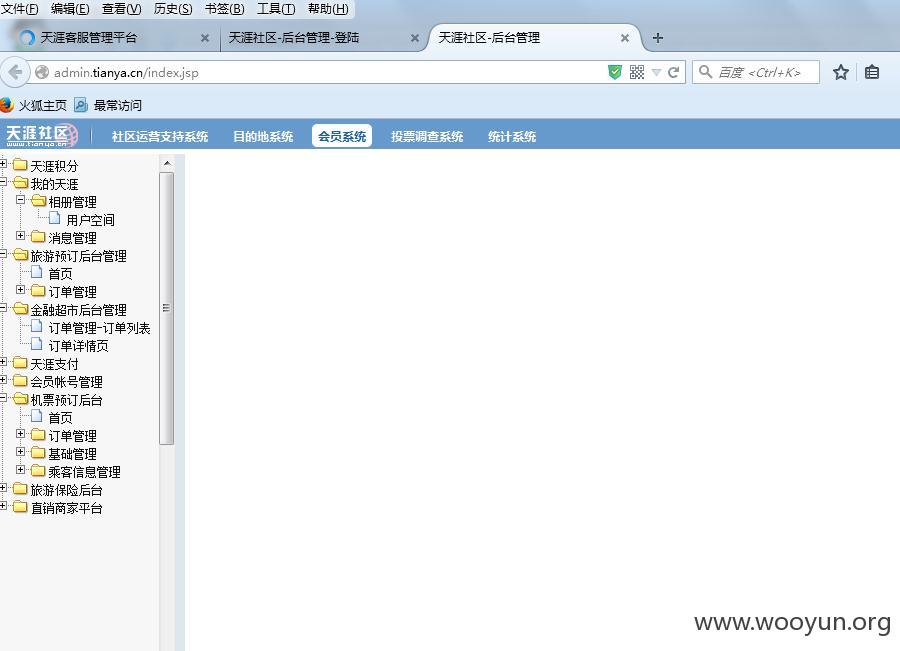 文件(F) 编辑(E) 查看(V) 历史(S) 书签(B) 工具(T) 帮助(H)
天涯客服管理平台 天涯社区-后台管理-登陆 天涯社区-后台管理
admin.tianya.cn/index.jsp 百度 <Ctrl+K>
火狐主页 最常访问
天涯社区 社区运营支持系统 目的地系统 会员系统 投票调查系统 统计系统
www.tianya.cn
天涯积分
我的天涯
相册管理
用户空间
消息管理
旅游预订后台管理
首页
订单管理
金融超市后台管理
订单管理-订单列表
订单详情页
天涯支付
会员帐号管理
机票预订后台
首页
订单管理
基础管理
乘客信息管理
旅游保险后台
直销商家平台
www.wooyun.org